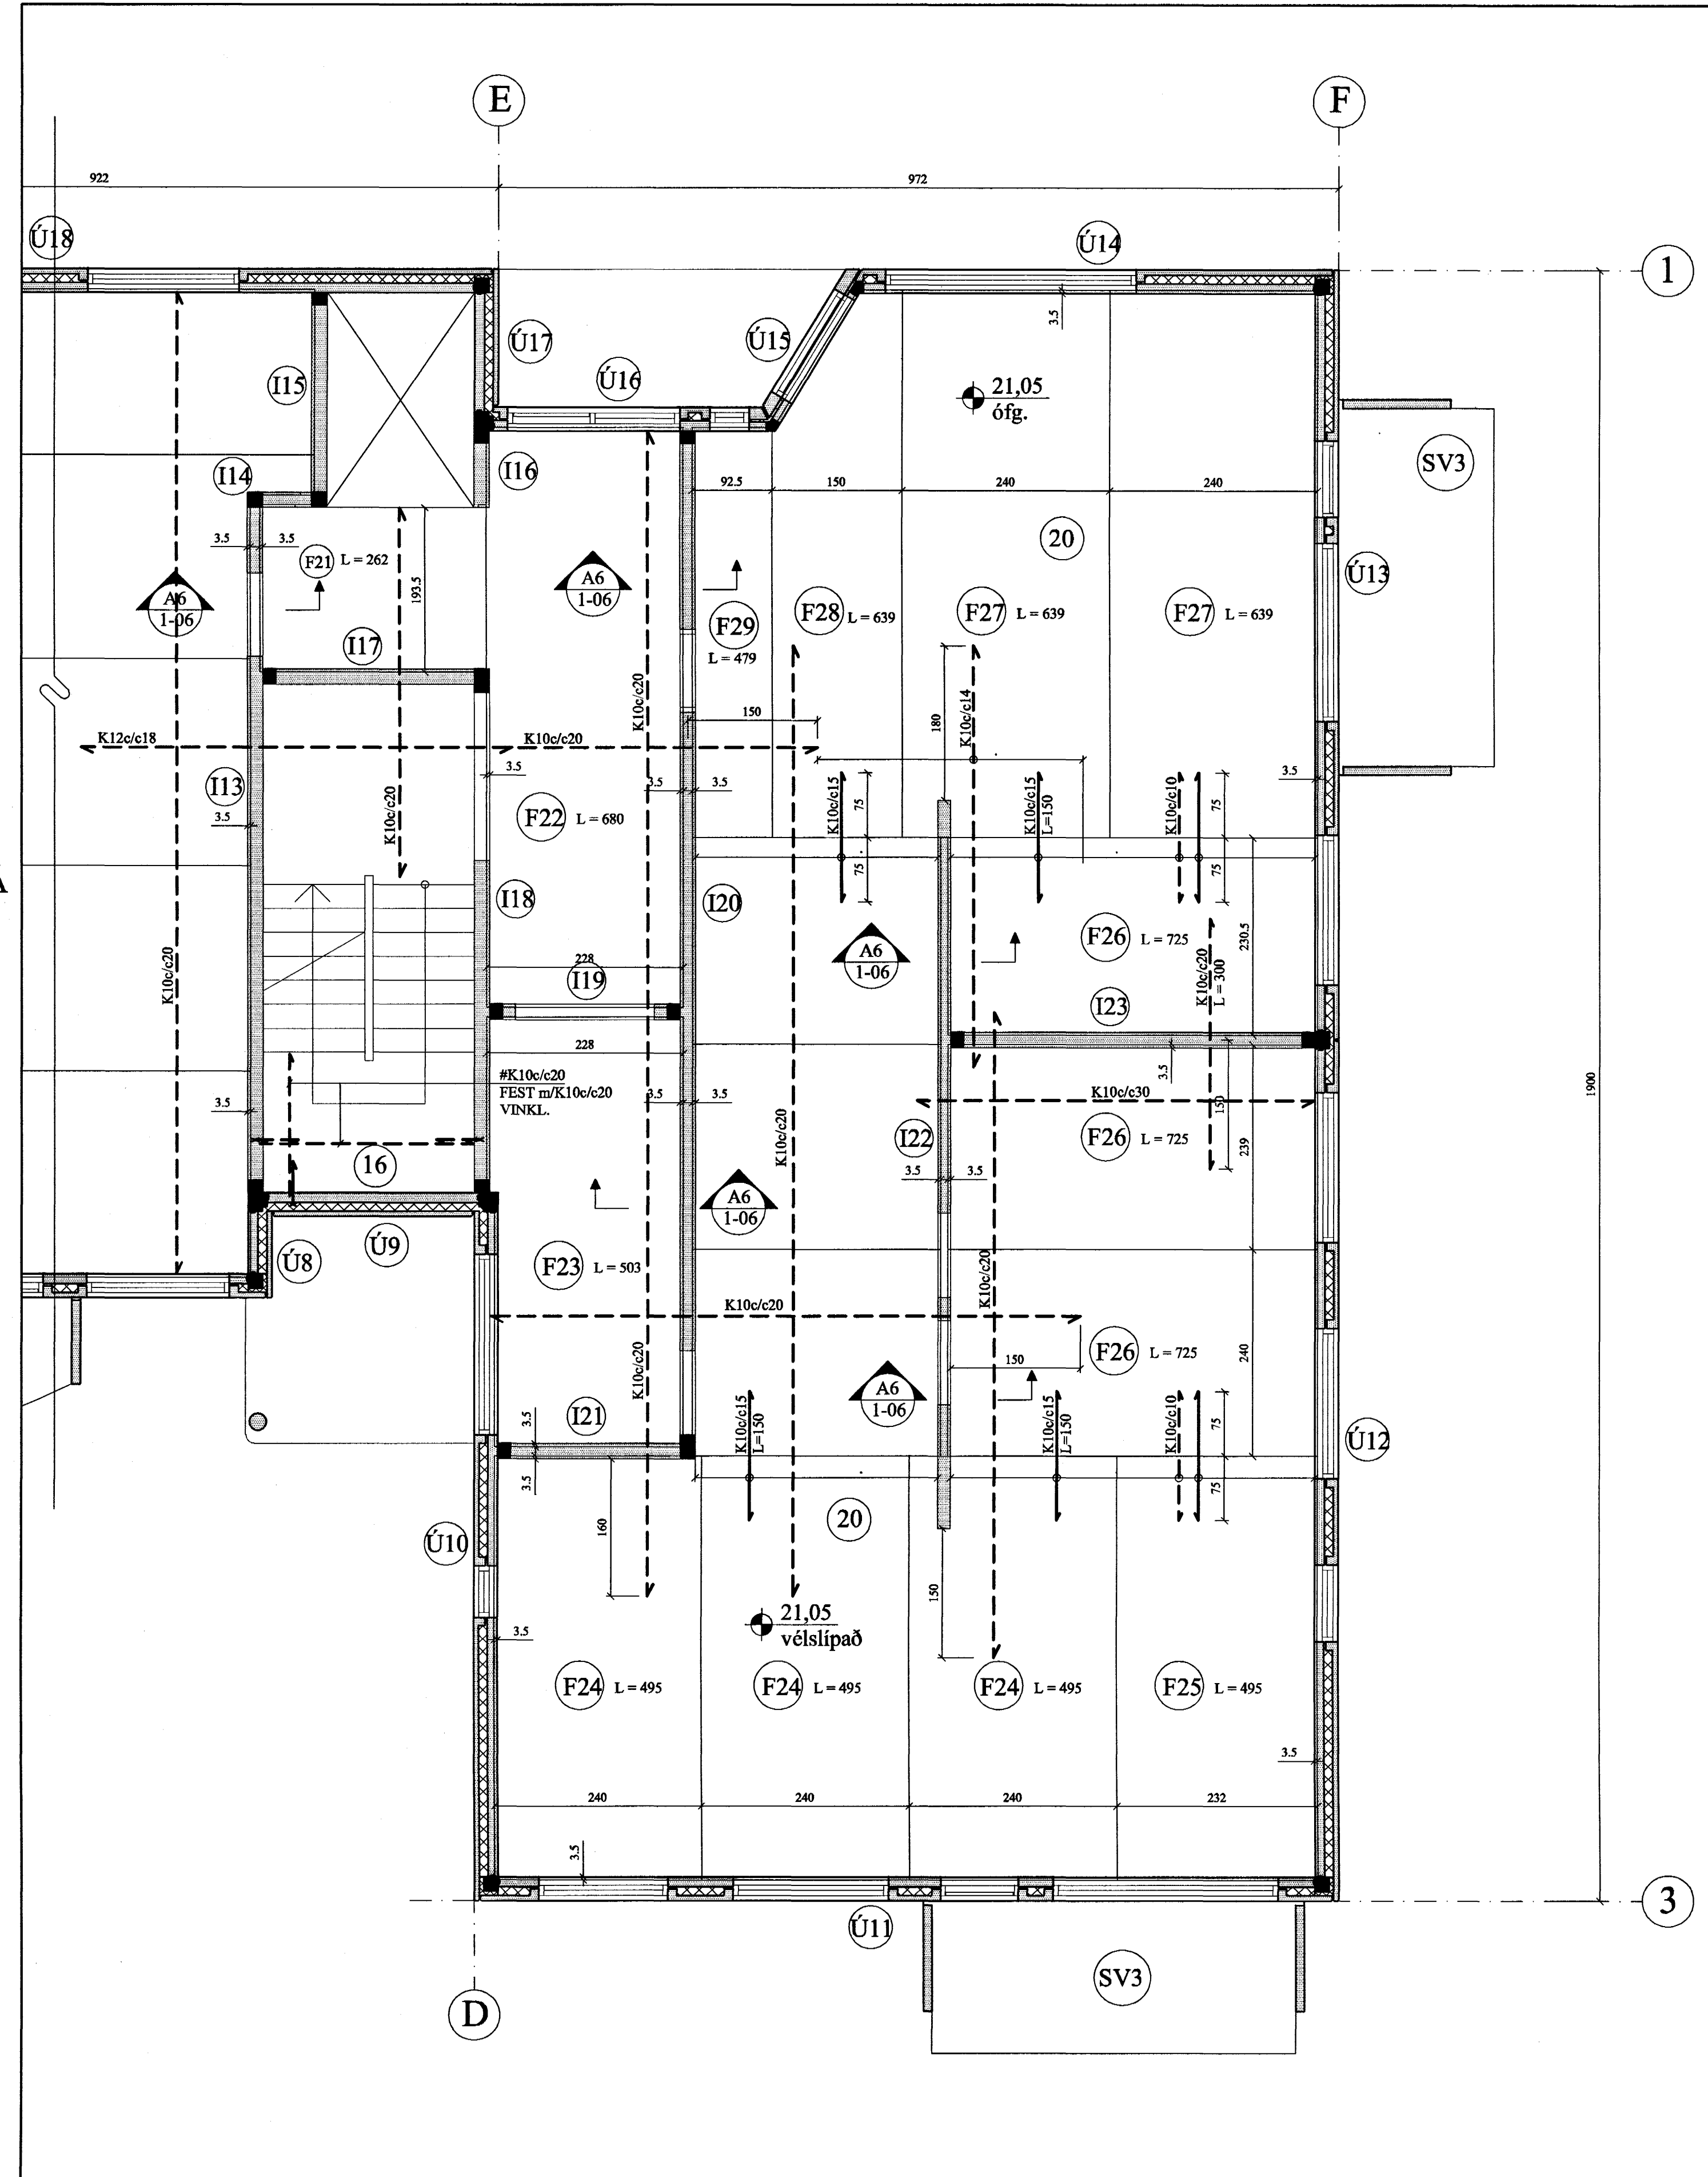 E
F
922
972
Ú18
Ú14
1
Ú17
Ú16
Ú15
3.5
I15
21,05
ófg.
I14
I16
SV3
92.5
150
240
240
3.5
3.5
F21
L = 262
193.5
20
A6
1-06
A6
1-06
Ú13
F28
L = 639
F27
L = 639
F27
L = 639
F29
L = 479
I17
K10c/c20
150
180
K10c/c14
K12c/c18
K10c/c20
3.5
3.5
3.5
3.5
I13
3.5
K10c/c20
F22
L = 680
K10c/c15
75
K10c/c15
L=150
K10c/c10
75
75
75
I18
I20
F26
L = 725
230.5
A6
1-06
K10c/c20
228
I19
K10c/c20
L = 300
I23
228
#K10c/c20
FEST m/K10c/c20
VINKL.
3.5
3.5
3.5
3.5
K10c/c30
150
1900
K10c/c20
I22
F26
L = 725
239
16
3.5
3.5
A6
1-06
Ú8
Ú9
F23
L = 503
K10c/c20
K10c/c20
K10c/c20
F26
L = 725
240
150
A6
1-06
I21
3.5
3.5
K10c/c15
L=150
K10c/c15
L=150
K10c/c10
75
75
Ú12
Ú10
160
20
150
21,05
vélslípað
3.5
F24
L = 495
F24
L = 495
F24
L = 495
F25
L = 495
3.5
240
240
240
232
3.5
3
Ú11
SV3
D